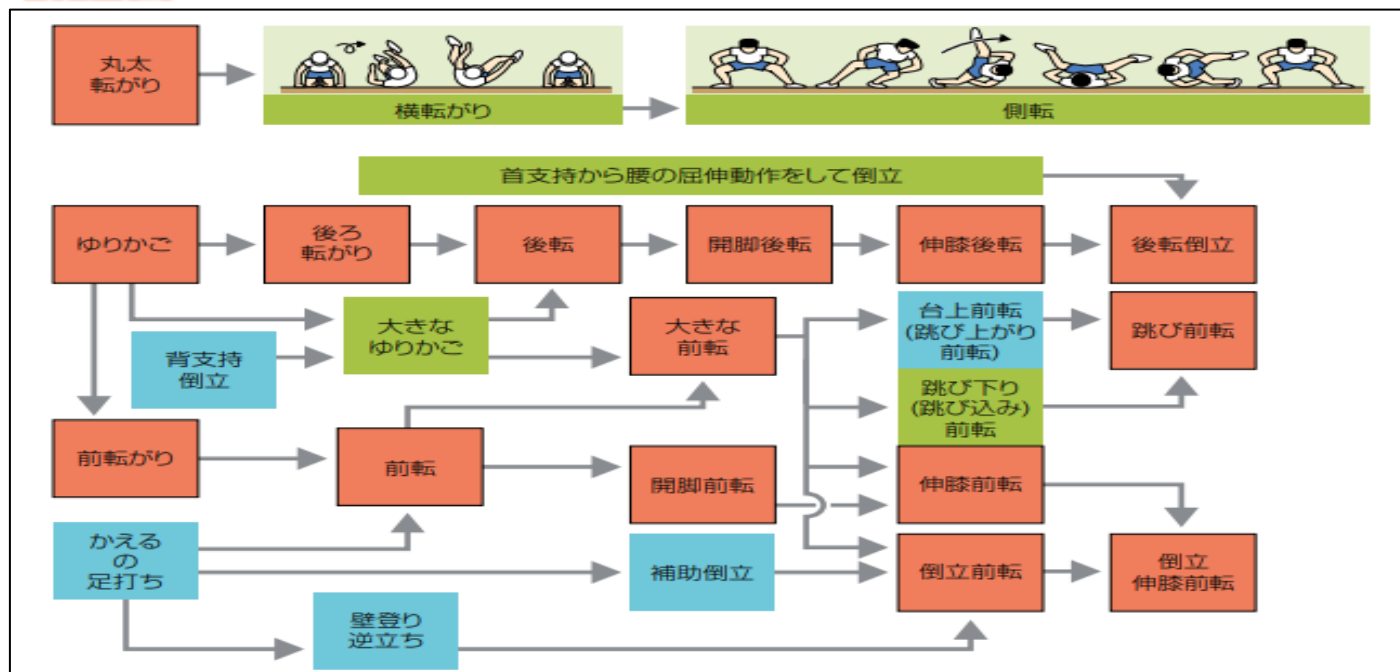 丸太
転がり
横転がり
側転
首支持から腰の屈伸動作をして倒立
ゆりかご
後ろ
転がり
後転
開脚後転
伸膝後転
後転倒立
背支持
倒立
大きな
ゆりかご
大きな
前転
台上前転
(跳び上がり
前転)
跳び前転
跳び下り
(跳び込み)
前転
前転がり
前転
開脚前転
伸膝前転
かえる
の
足打ち
補助倒立
倒立前転
倒立
伸膝前転
壁登り
逆立ち